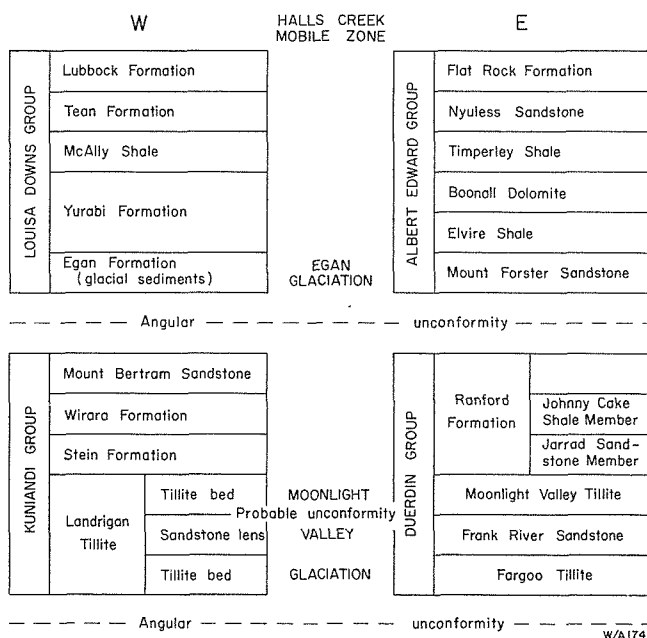 W
HALLS CREEK
MOBILE ZONE
E
LOUISA DOWNS GROUP
Lubbock Formation
Tean Formation
McAlly Shale
Yurabi Formation
Egan Formation
(glacial sediments)
EGAN
GLACIATION
ALBERT EDWARD GROUP
Flat Rock Formation
Nyuless Sandstone
Timperley Shale
Boonall Dolomite
Elvire Shale
Mount Forster Sandstone
Angular unconformity
KUNIANDI GROUP
Mount Bertram Sandstone
Wirara Formation
Stein Formation
Landrigan
Tillite
Tillite bed
Sandstone lens
Tillite bed
MOONLIGHT
Probable unconformity
VALLEY
GLACIATION
DUERDIN GROUP
Ranford
Formation
Johnny Cake
Shale Member
Jarrad Sand-
stone Member
Moonlight Valley Tillite
Frank River Sandstone
Fargoo Tillite
Angular unconformity
W/A174